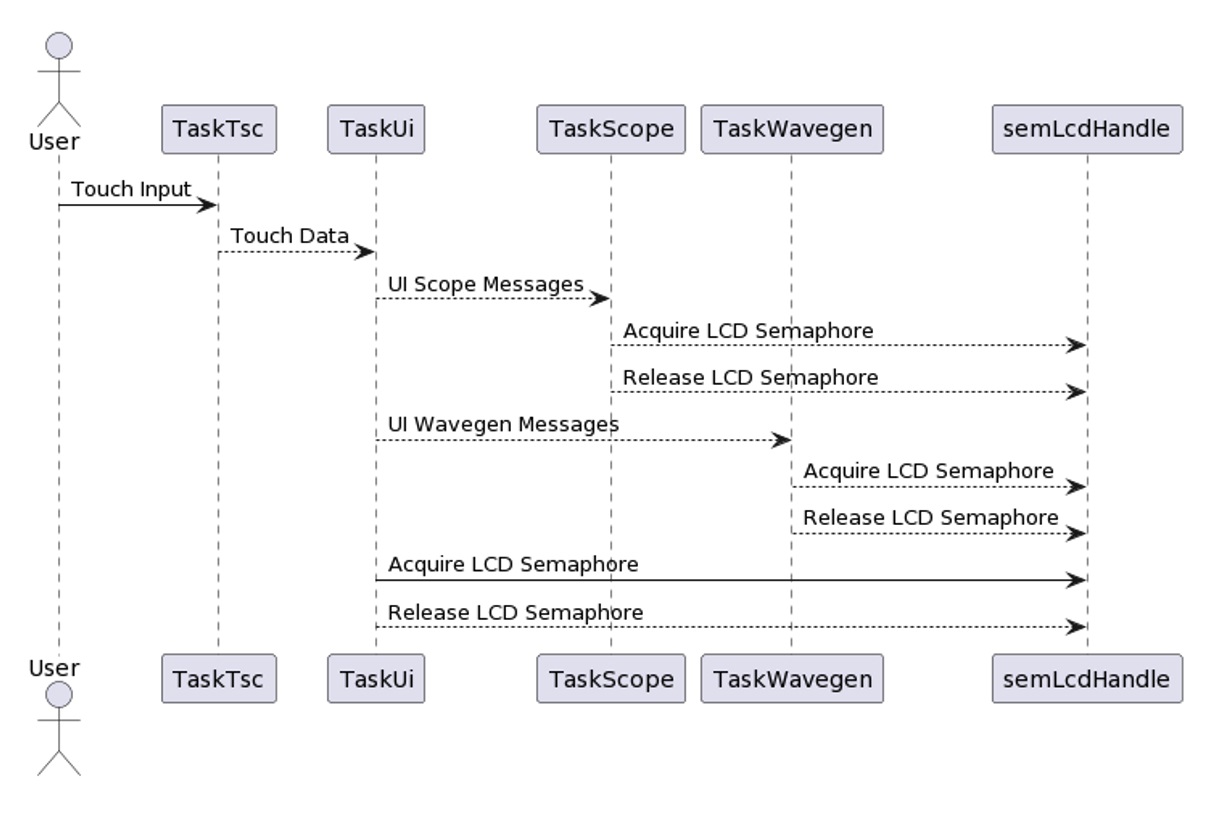 User
TaskTsc
TaskUi
TaskScope
TaskWavegen
semLcdHandle
Touch Input
Touch Data
UI Scope Messages
Acquire LCD Semaphore
Release LCD Semaphore
UI Wavegen Messages
Acquire LCD Semaphore
Release LCD Semaphore
Acquire LCD Semaphore
Release LCD Semaphore
User
TaskTsc
TaskUi
TaskScope
TaskWavegen
semLcdHandle